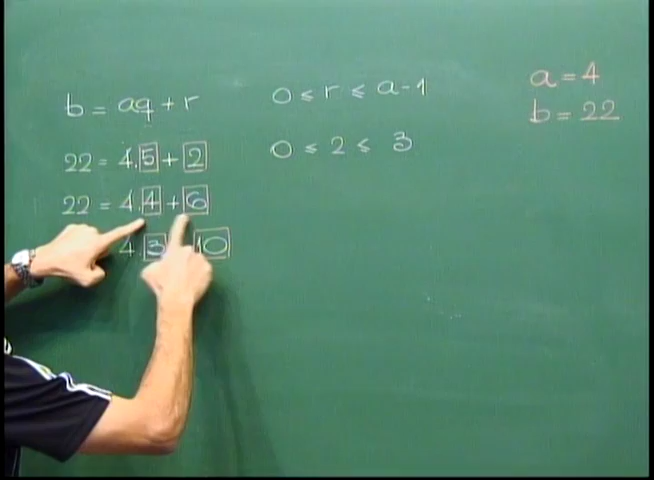 b = aq + r
0 ≤ r ≤ a - 1
a = 4
b = 22
22 = 4.5 + 2
0 ≤ 2 ≤ 3
22 = 4.4 + 6
4.3 10